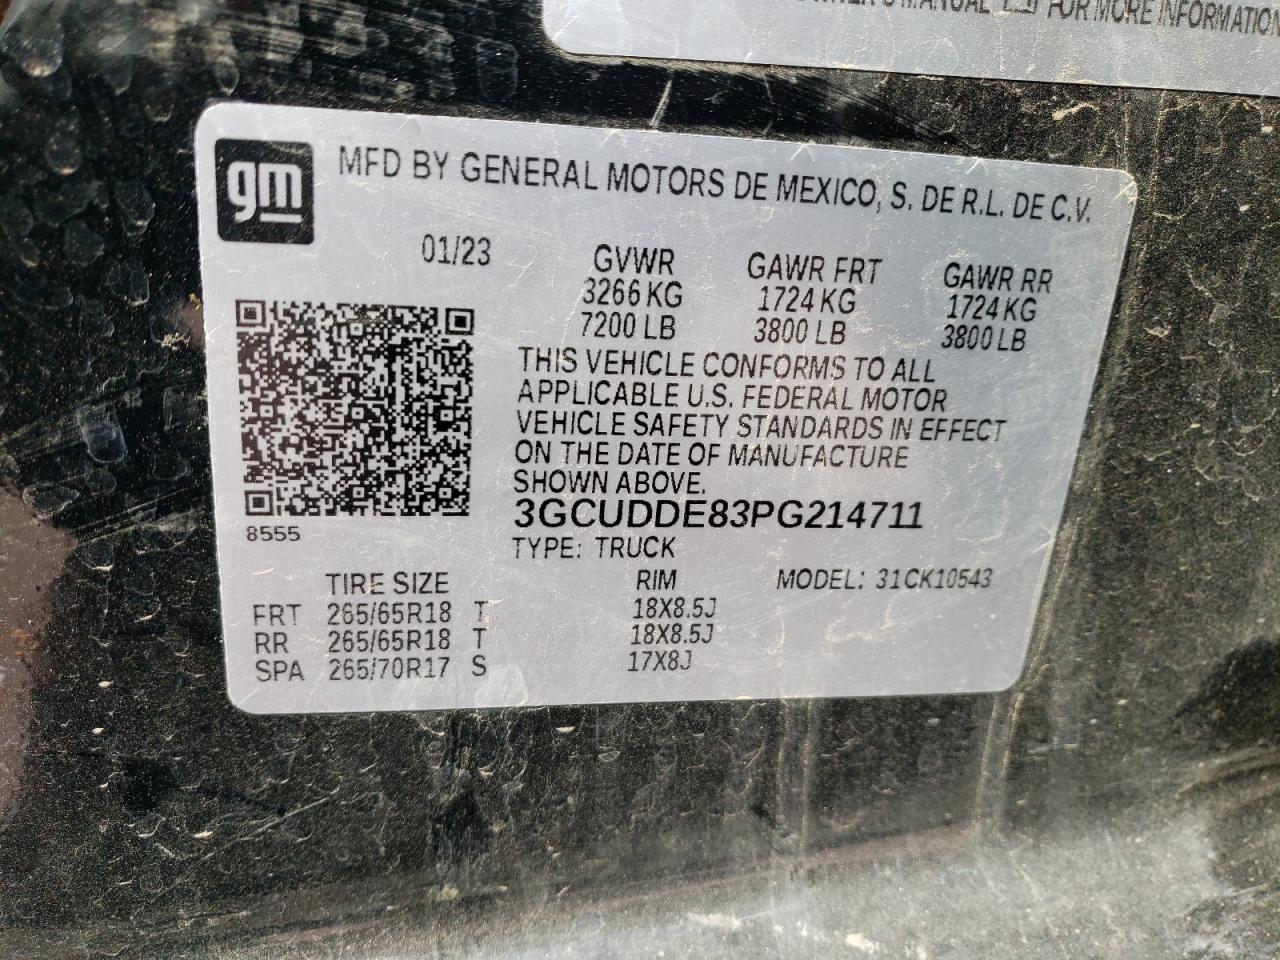 OWNER'S MANUAL FOR MORE INFORMATION
gm
MFD BY GENERAL MOTORS DE MEXICO, S. DE R.L. DE C.V.
01/23 GVWR GAWR FRT GAWR RR
3266 KG 1724 KG 1724 KG
7200 LB 3800 LB 3800 LB
THIS VEHICLE CONFORMS TO ALL
APPLICABLE U.S. FEDERAL MOTOR
VEHICLE SAFETY STANDARDS IN EFFECT
ON THE DATE OF MANUFACTURE
SHOWN ABOVE.
3GCUDDE83PG214711
8555
TYPE: TRUCK
TIRE SIZE RIM MODEL: 31CK10543
FRT 265/65R18 T 18X8.5J
RR 265/65R18 T 18X8.5J
SPA 265/70R17 S 17X8J